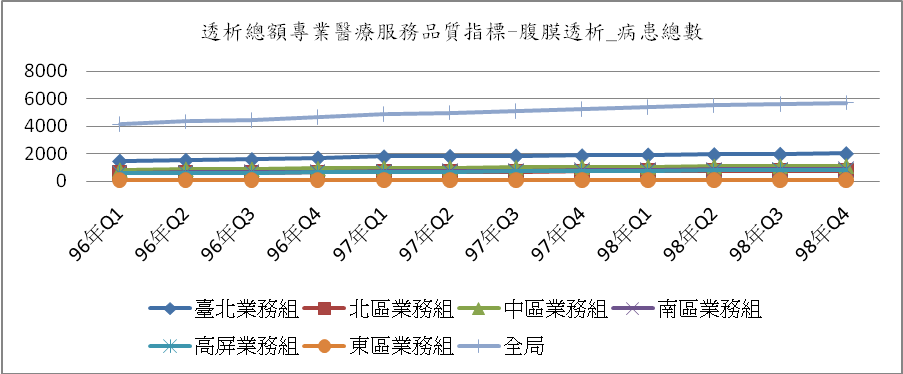 透析總額專業醫療服務品質指標-腹膜透析_病患總數
8000
6000
4000
2000
0
96年Q1 96年Q2 96年Q3 96年Q4 97年Q1 97年Q2 97年Q3 97年Q4 98年Q1 98年Q2 98年Q3 98年Q4
臺北業務組 北區業務組 中區業務組 南區業務組
高屏業務組 東區業務組 全局